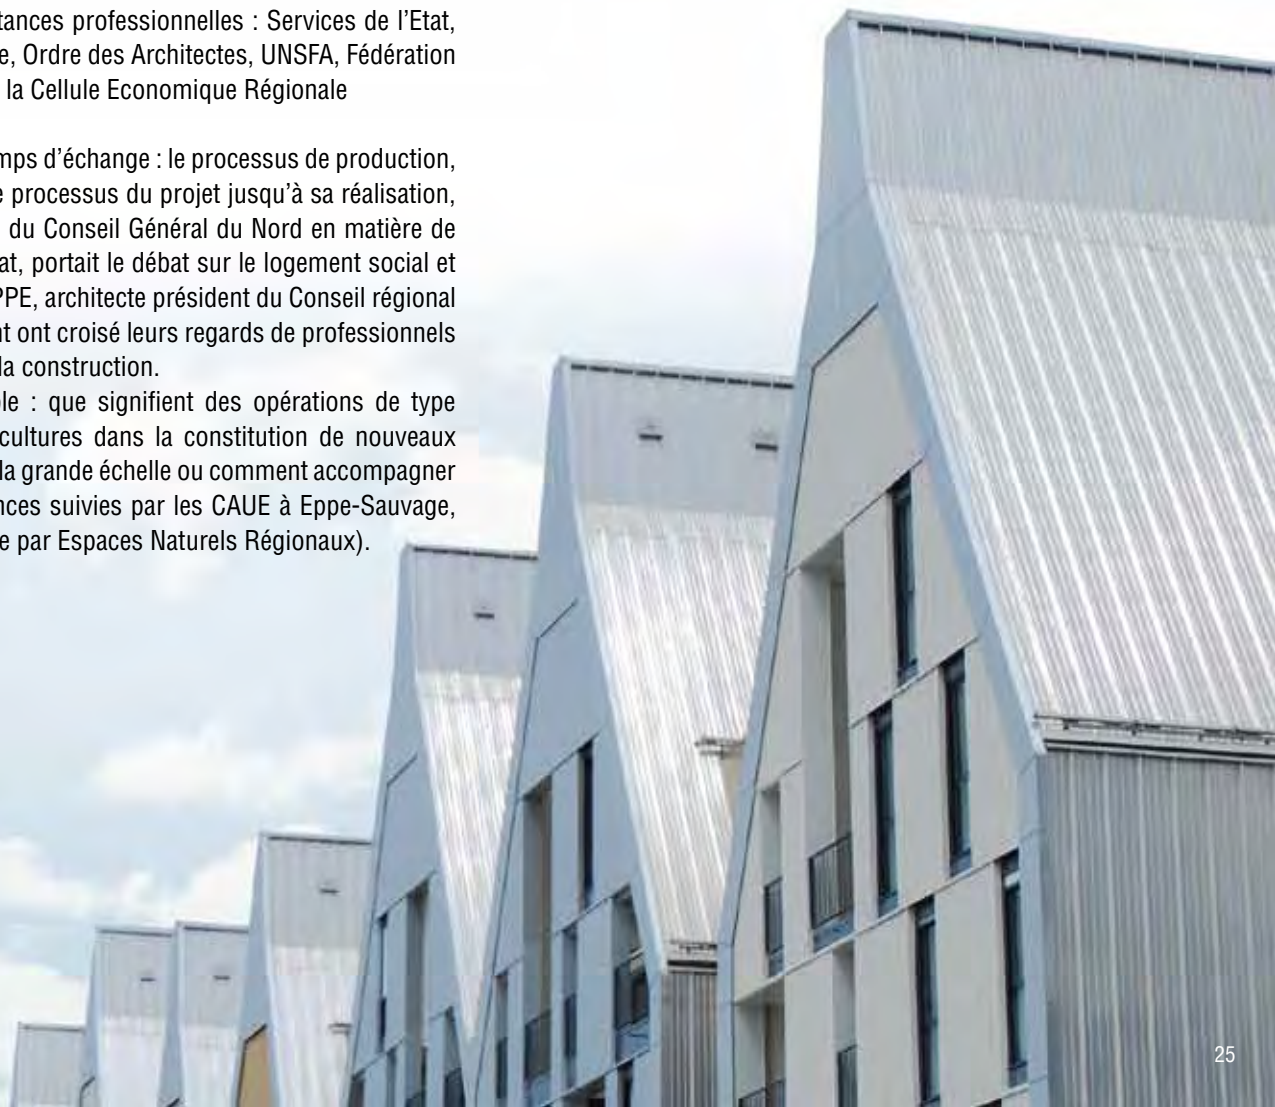 tances professionnelles : Services de l'Etat,
e, Ordre des Architectes, UNSFA, Fédération
la Cellule Economique Régionale
mps d'échange : le processus de production,
e processus du projet jusqu'à sa réalisation,
du Conseil Général du Nord en matière de
at, portait le débat sur le logement social et
PPE, architecte président du Conseil régional
nt ont croisé leurs regards de professionnels
la construction.
ble : que signifient des opérations de type
cultures dans la constitution de nouveaux
la grande échelle ou comment accompagner
nces suivies par les CAUE à Eppe-Sauvage,
e par Espaces Naturels Régionaux).
25